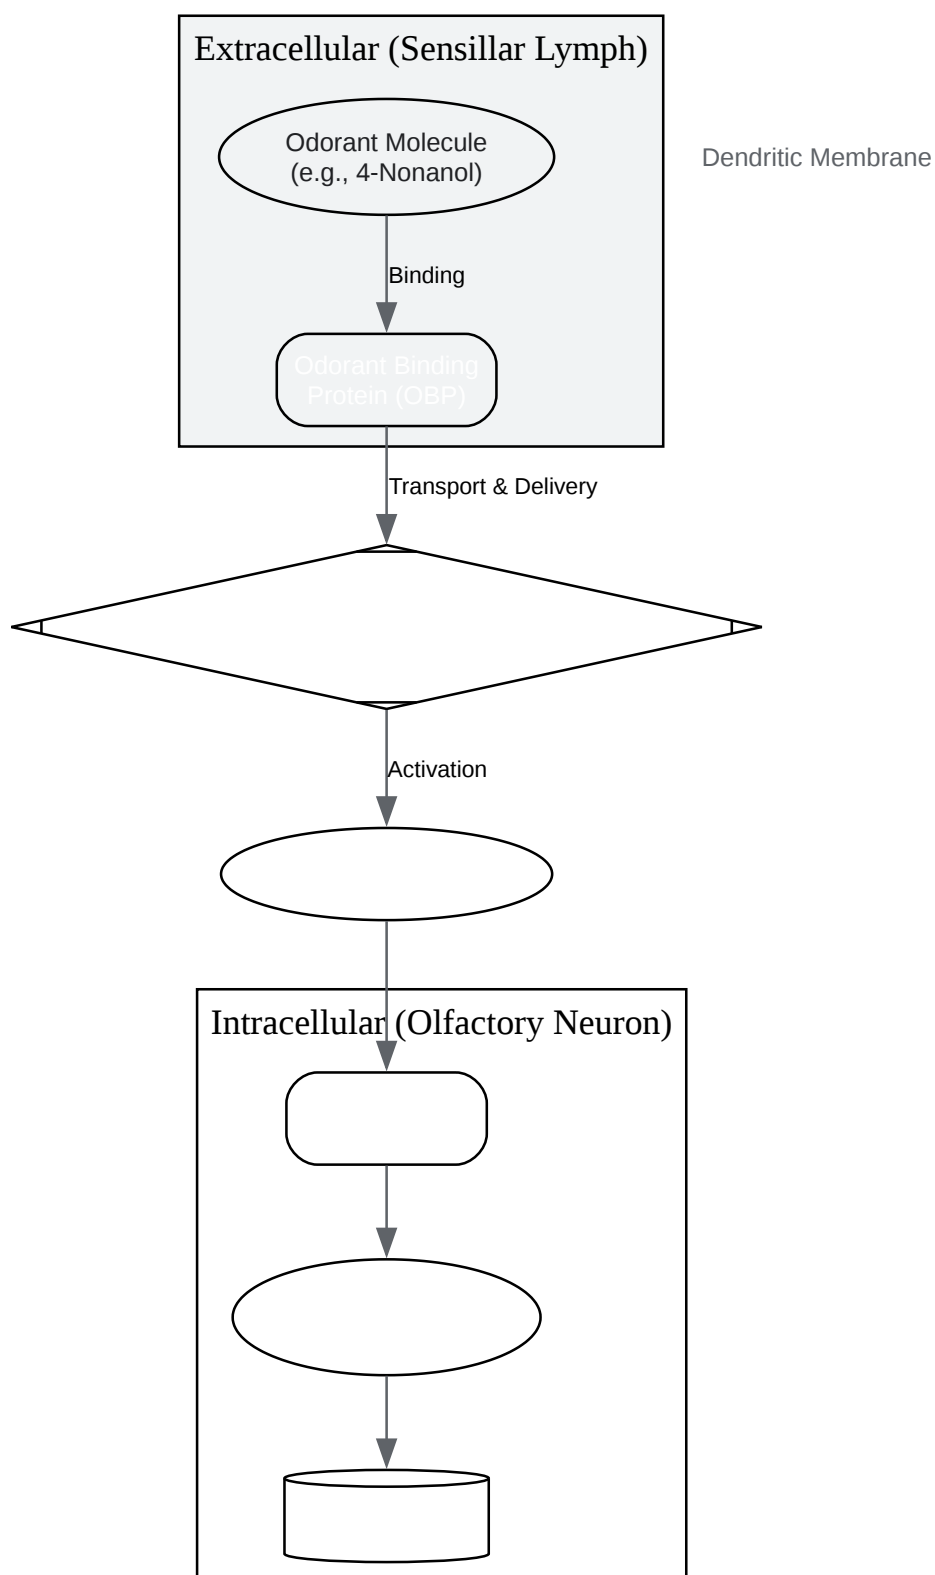 Extracellular (Sensillar Lymph)
Odorant Molecule
(e.g., 4-Nonanol)
Dendritic Membrane
Binding
Odorant Binding
Protein (OBP)
Transport & Delivery
Activation
Intracellular (Olfactory Neuron)